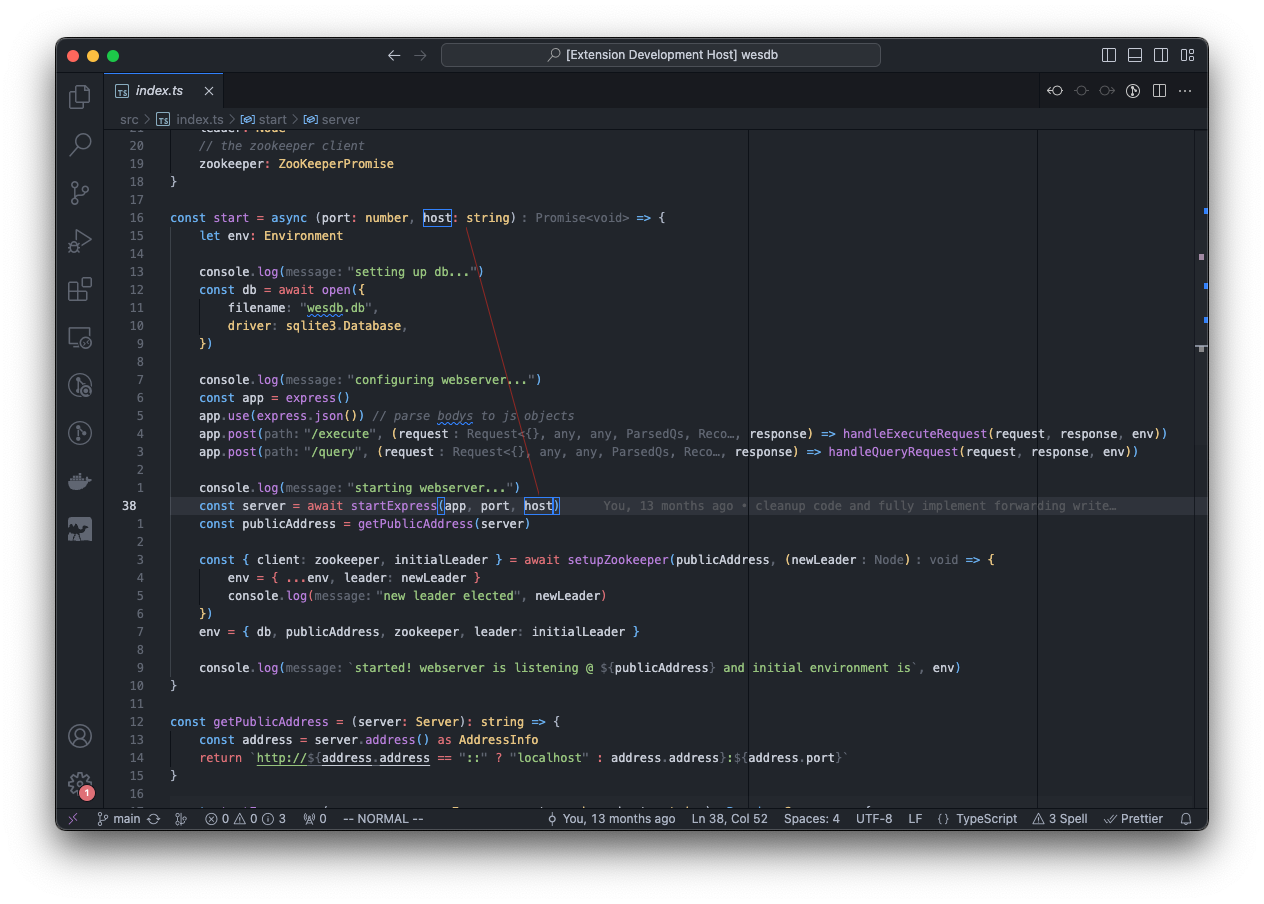 [Extension Development Host] wesdb
TS index.ts
src > TS index.ts > start > server
21 leader: Node
20 // the zookeeper client
19 zookeeper: ZooKeeperPromise
18 }
17
16 const start = async (port: number, host: string) : Promise<void> => {
15 let env: Environment
14
13 console.log(message: "setting up db...")
12 const db = await open({
11 filename: "wesdb.db",
10 driver: sqlite3.Database,
9 })
8
7 console.log(message: "configuring webserver...")
6 const app = express()
5 app.use(express.json()) // parse bodys to js objects
4 app.post(path: "/execute", (request : Request<{}, any, any, ParsedQs, Reco…, response) => handleExecuteRequest(request, response, env))
3 app.post(path: "/query", (request : Request<{}, any, any, ParsedQs, Reco…, response) => handleQueryRequest(request, response, env))
2
1 console.log(message: "starting webserver...")
38 const server = await startExpress(app, port, host) You, 13 months ago • cleanup code and fully implement forwarding write…
1 const publicAddress = getPublicAddress(server)
2
3 const { client: zookeeper, initialLeader } = await setupZookeeper(publicAddress, (newLeader : Node) : void => {
4 env = { ...env, leader: newLeader }
5 console.log(message: "new leader elected", newLeader)
6 })
7 env = { db, publicAddress, zookeeper, leader: initialLeader }
8
9 console.log(message: `started! webserver is listening @ ${publicAddress} and initial environment is`, env)
10 }
11
12 const getPublicAddress = (server: Server): string => {
13 const address = server.address() as AddressInfo
14 return `http://${address.address == "::" ? "localhost" : address.address}:${address.port}`
15 }
16
1
main 0 0 3 0 -- NORMAL -- You, 13 months ago Ln 38, Col 52 Spaces: 4 UTF-8 LF {} TypeScript 3 Spell Prettier